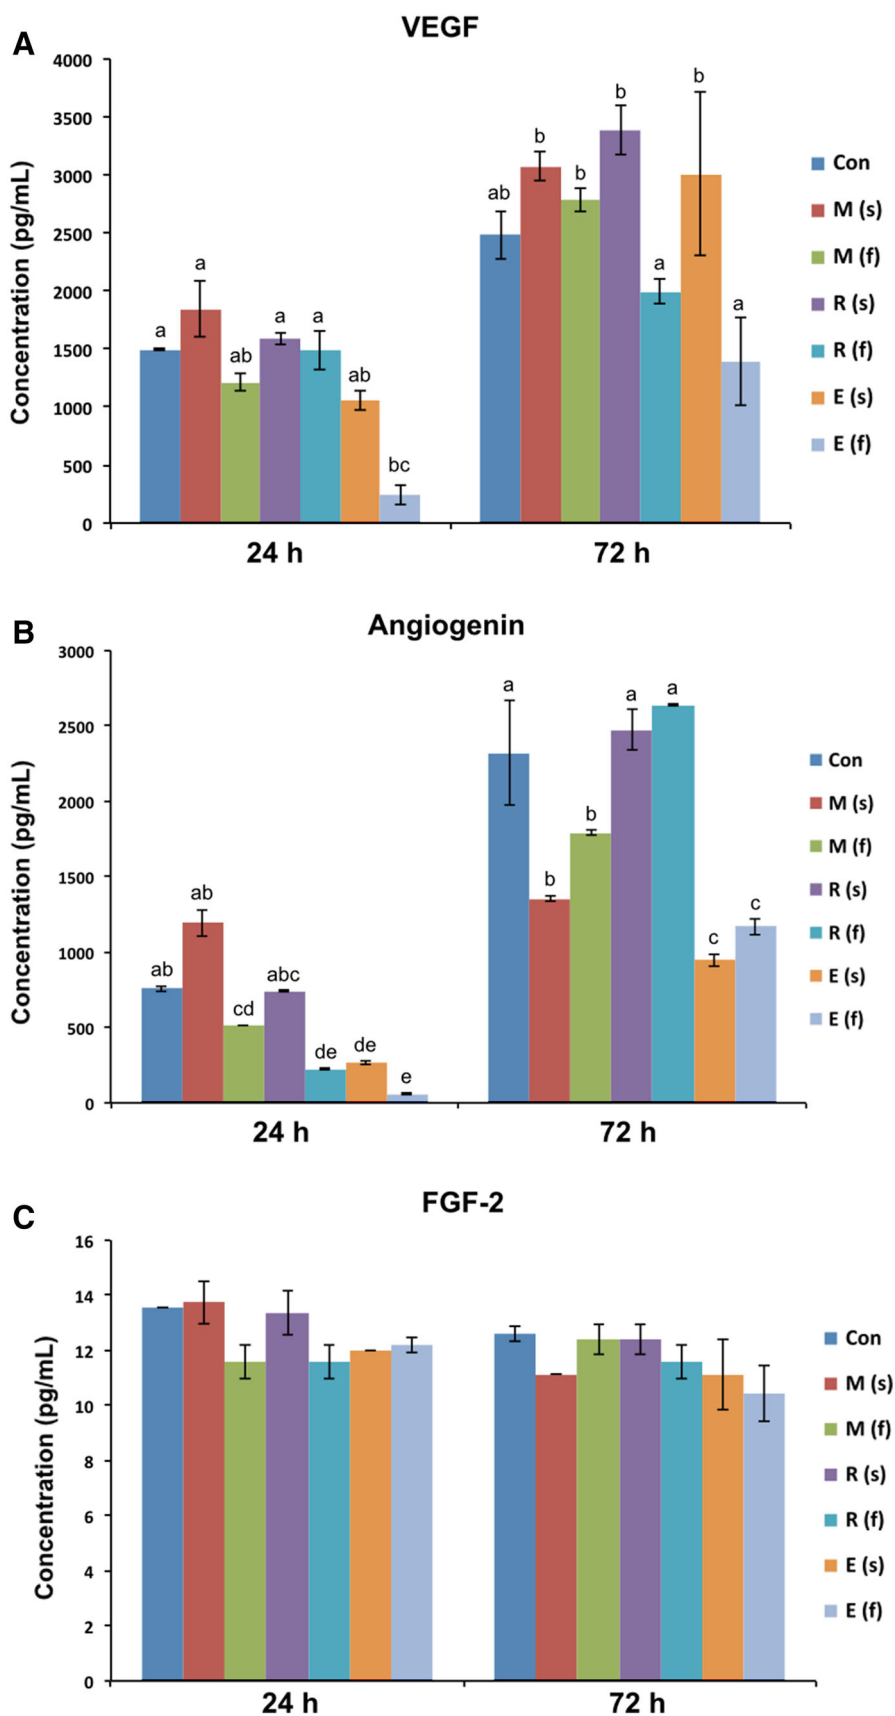 A
VEGF
Concentration (pg/mL)
4000
3500
3000
2500
2000
1500
1000
500
0
a
a
ab
a
a
ab
bc
ab
b
b
b
a
b
a
24 h
72 h
Con
M (s)
M (f)
R (s)
R (f)
E (s)
E (f)
B
Angiogenin
Concentration (pg/mL)
3000
2500
2000
1500
1000
500
0
ab
ab
cd
abc
de
de
e
a
b
b
a
a
c
c
24 h
72 h
Con
M (s)
M (f)
R (s)
R (f)
E (s)
E (f)
C
FGF-2
Concentration (pg/mL)
16
14
12
10
8
6
4
2
0
24 h
72 h
Con
M (s)
M (f)
R (s)
R (f)
E (s)
E (f)